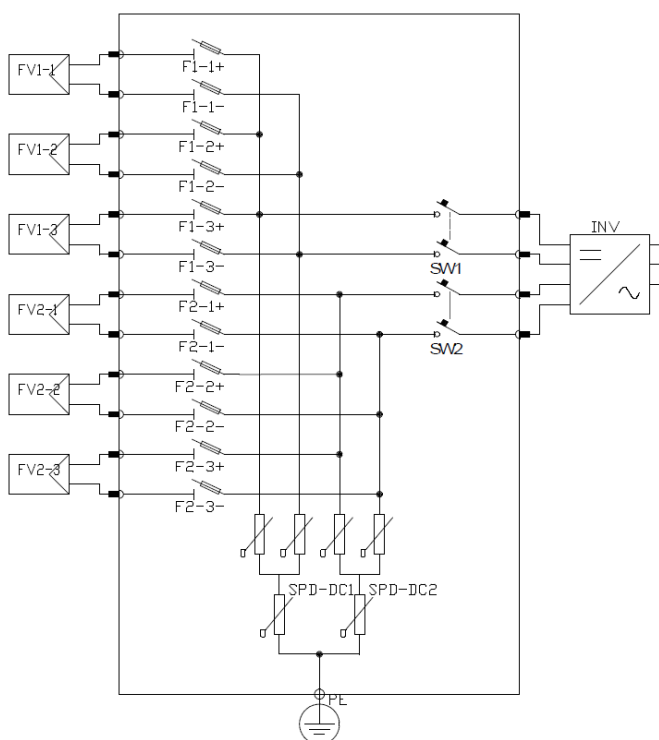 FV1-1
F1-1+
F1-1-
FV1-2
F1-2+
F1-2-
FV1-3
F1-3+
F1-3-
INV
SW1
FV2-1
F2-1+
F2-1-
SW2
FV2-2
F2-2+
F2-2-
FV2-3
F2-3+
F2-3-
SPD-DC1
SPD-DC2
PE